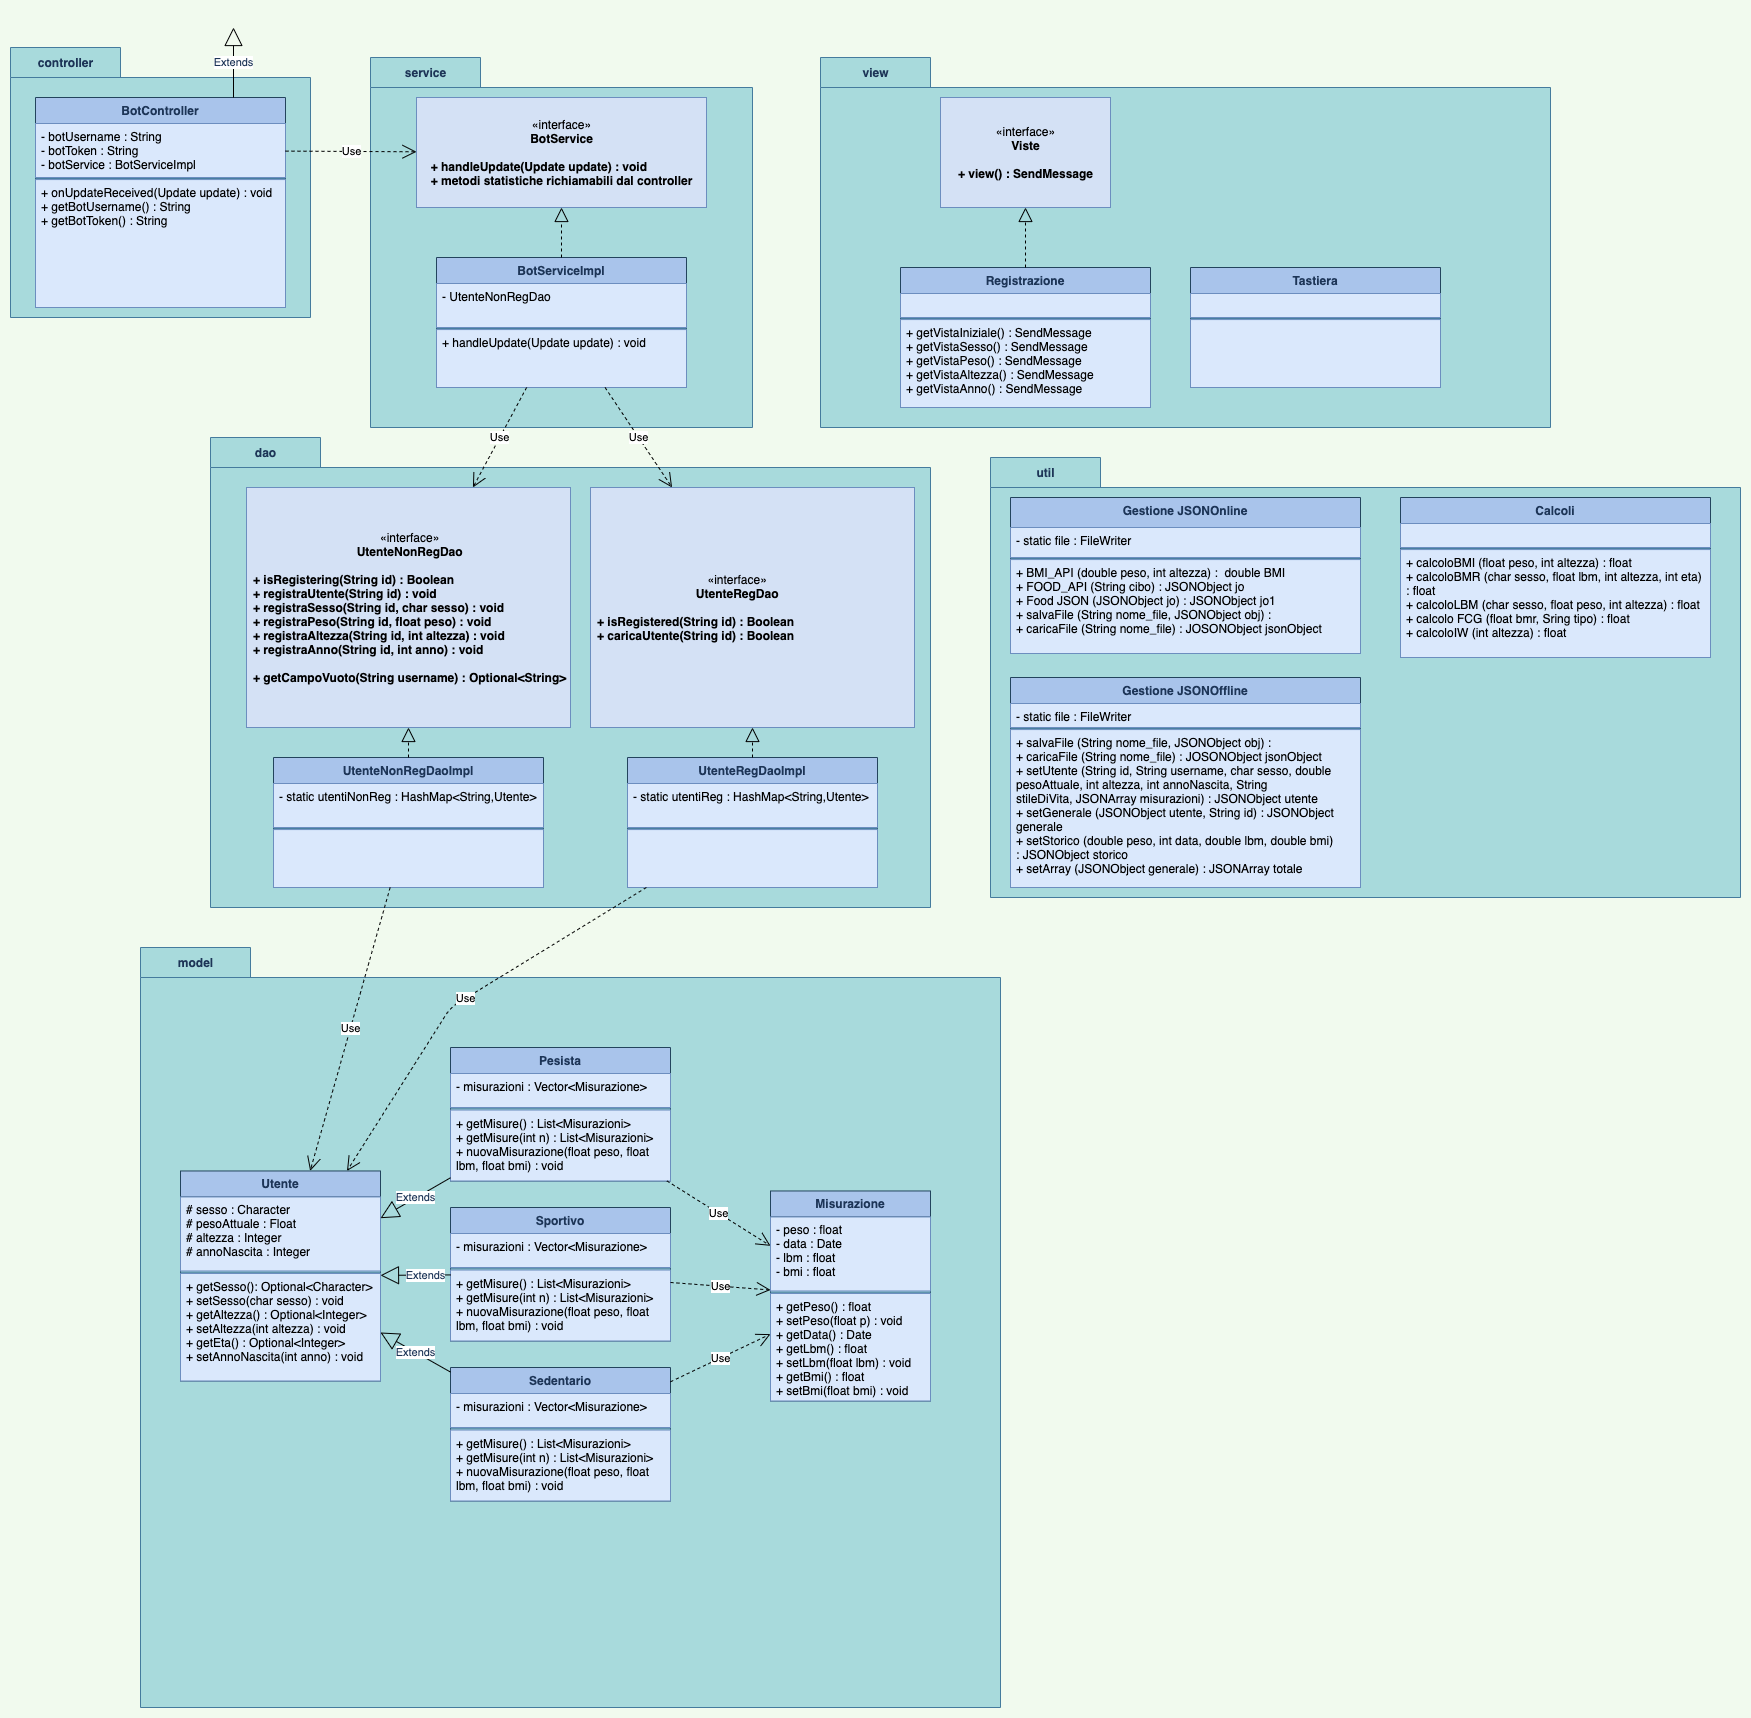 Extends
controller
BotController
- botUsername : String
- botToken : String
- botService : BotServiceImpl
+ onUpdateReceived(Update update) : void
+ getBotUsername() : String
+ getBotToken() : String
Use
service
«interface»
BotService
+ handleUpdate(Update update) : void
+ metodi statistiche richiamabili dal controller
BotServiceImpl
- UtenteNonRegDao
+ handleUpdate(Update update) : void
view
«interface»
Viste
+ view() : SendMessage
Registrazione
+ getVistaIniziale() : SendMessage
+ getVistaSesso() : SendMessage
+ getVistaPeso() : SendMessage
+ getVistaAltezza() : SendMessage
+ getVistaAnno() : SendMessage
Tastiera
Use
Use
dao
«interface»
UtenteNonRegDao
+ isRegistering(String id) : Boolean
+ registraUtente(String id) : void
+ registraSesso(String id, char sesso) : void
+ registraPeso(String id, float peso) : void
+ registraAltezza(String id, int altezza) : void
+ registraAnno(String id, int anno) : void
+ getCampoVuoto(String username) : Optional<String>
«interface»
UtenteRegDao
+ isRegistered(String id) : Boolean
+ caricaUtente(String id) : Boolean
UtenteNonRegDaoImpl
- static utentiNonReg : HashMap<String,Utente>
UtenteRegDaoImpl
- static utentiReg : HashMap<String,Utente>
util
Gestione JSONOnline
- static file : FileWriter
+ BMI_API (double peso, int altezza) :  double BMI
+ FOOD_API (String cibo) : JSONObject jo
+ Food JSON (JSONObject jo) : JSONObject jo1
+ salvaFile (String nome_file, JSONObject obj) :
+ caricaFile (String nome_file) : JOSONObject jsonObject
Calcoli
+ calcoloBMI (float peso, int altezza) : float
+ calcoloBMR (char sesso, float lbm, int altezza, int eta)
: float
+ calcoloLBM (char sesso, float peso, int altezza) : float
+ calcolo FCG (float bmr, Sring tipo) : float
+ calcoloIW (int altezza) : float
Gestione JSONOffline
- static file : FileWriter
+ salvaFile (String nome_file, JSONObject obj) :
+ caricaFile (String nome_file) : JOSONObject jsonObject
+ setUtente (String id, String username, char sesso, double
pesoAttuale, int altezza, int annoNascita, String
stileDiVita, JSONArray misurazioni) : JSONObject utente
+ setGenerale (JSONObject utente, String id) : JSONObject
generale
+ setStorico (double peso, int data, double lbm, double bmi)
: JSONObject storico
+ setArray (JSONObject generale) : JSONArray totale
model
Use
Use
Pesista
- misurazioni : Vector<Misurazione>
+ getMisure() : List<Misurazioni>
+ getMisure(int n) : List<Misurazioni>
+ nuovaMisurazione(float peso, float
lbm, float bmi) : void
Utente
# sesso : Character
# pesoAttuale : Float
# altezza : Integer
# annoNascita : Integer
+ getSesso(): Optional<Character>
+ setSesso(char sesso) : void
+ getAltezza() : Optional<Integer>
+ setAltezza(int altezza) : void
+ getEta() : Optional<Integer>
+ setAnnoNascita(int anno) : void
Extends
Extends
Extends
Sportivo
- misurazioni : Vector<Misurazione>
+ getMisure() : List<Misurazioni>
+ getMisure(int n) : List<Misurazioni>
+ nuovaMisurazione(float peso, float
lbm, float bmi) : void
Sedentario
- misurazioni : Vector<Misurazione>
+ getMisure() : List<Misurazioni>
+ getMisure(int n) : List<Misurazioni>
+ nuovaMisurazione(float peso, float
lbm, float bmi) : void
Use
Use
Use
Misurazione
- peso : float
- data : Date
- lbm : float
- bmi : float
+ getPeso() : float
+ setPeso(float p) : void
+ getData() : Date
+ getLbm() : float
+ setLbm(float lbm) : void
+ getBmi() : float
+ setBmi(float bmi) : void